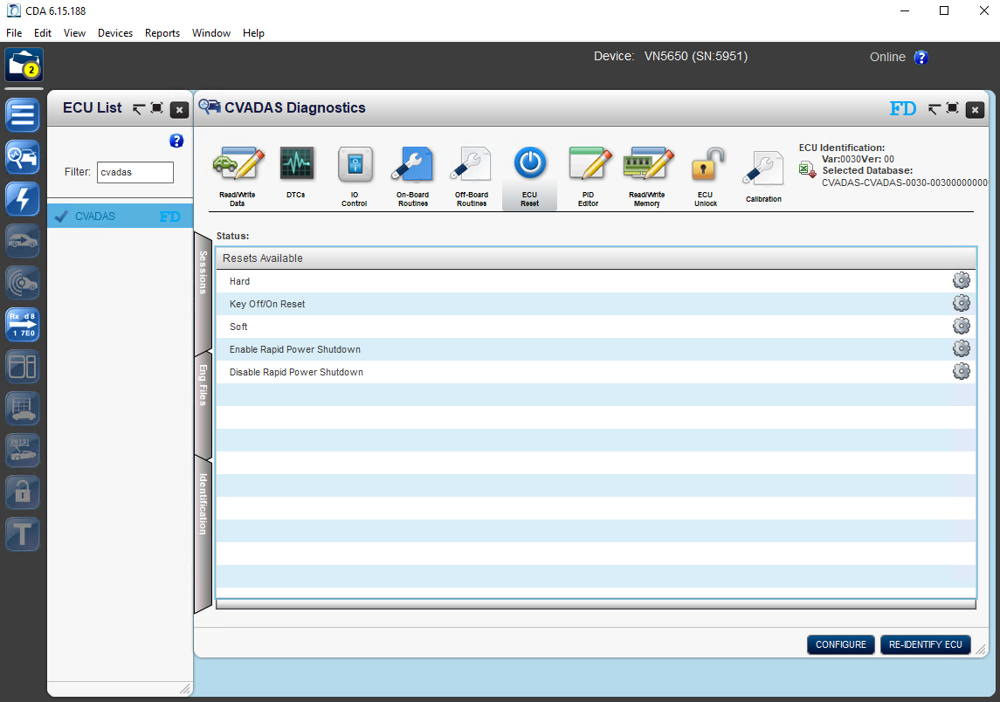 CDA 6.15.188
File Edit View Devices Reports Window Help
2
Device: VN5650 (SN:5951)
Online ?
ECU List
?
Filter: cvadas
CVADAS FD
Rx d8
1 7E0
20131
T
CVADAS Diagnostics
FD
Read/Write
Data
DTCs
IO
Control
On-Board
Routines
Off-Board
Routines
ECU
Reset
PID
Editor
Read/Write
Memory
ECU
Unlock
Calibration
ECU Identification:
Var:0030Ver: 00
Selected Database:
CVADAS-CVADAS-0030-00300000000
Sessions
Eng Files
Identification
Status:
Resets Available
Hard
Key Off/On Reset
Soft
Enable Rapid Power Shutdown
Disable Rapid Power Shutdown
CONFIGURE
RE-IDENTIFY ECU